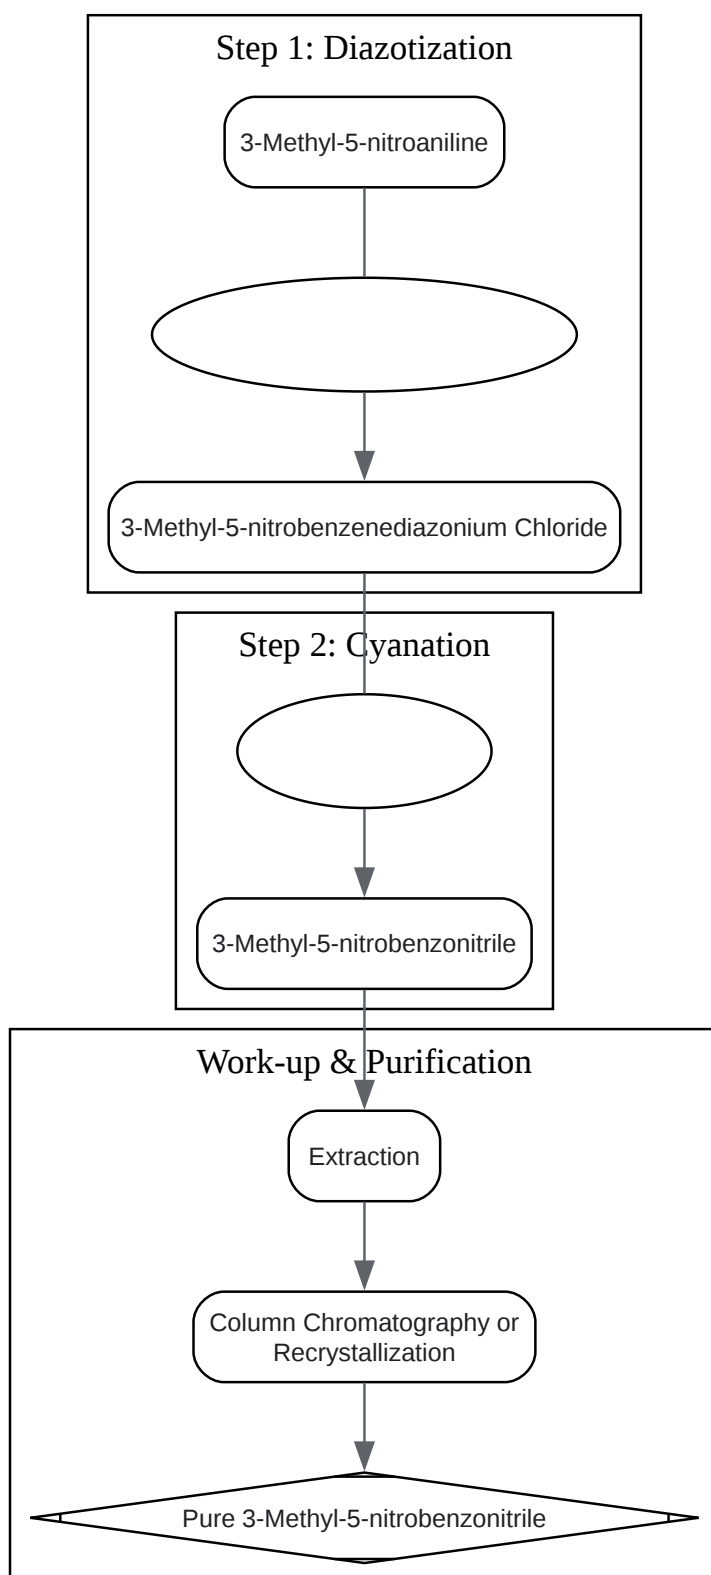 Step 1: Diazotization
3-Methyl-5-nitroaniline
3-Methyl-5-nitrobenzenediazonium Chloride
Step 2: Cyanation
3-Methyl-5-nitrobenzonitrile
Work-up & Purification
Extraction
Column Chromatography or
Recrystallization
Pure 3-Methyl-5-nitrobenzonitrile